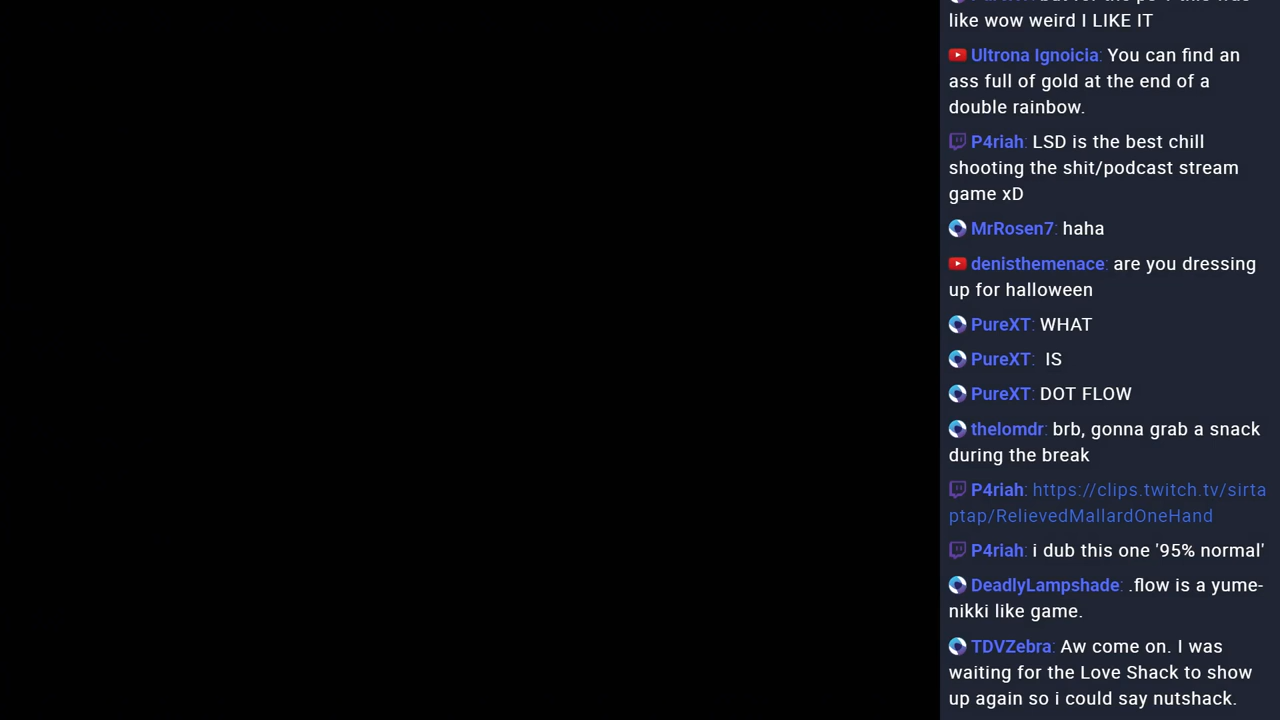 like wow weird I LIKE IT
Ultrona Ignoicia: You can find an
ass full of gold at the end of a
double rainbow.
P4riah: LSD is the best chill
shooting the shit/podcast stream
game xD
MrRosen7: haha
denisthemenace: are you dressing
up for halloween
PureXT: WHAT
PureXT: IS
PureXT: DOT FLOW
thelomdr: brb, gonna grab a snack
during the break
P4riah: https://clips.twitch.tv/sirta
ptap/RelievedMallardOneHand
P4riah: i dub this one '95% normal'
DeadlyLampshade: .flow is a yume-
nikki like game.
TDVZebra: Aw come on. I was
waiting for the Love Shack to show
up again so i could say nutshack.